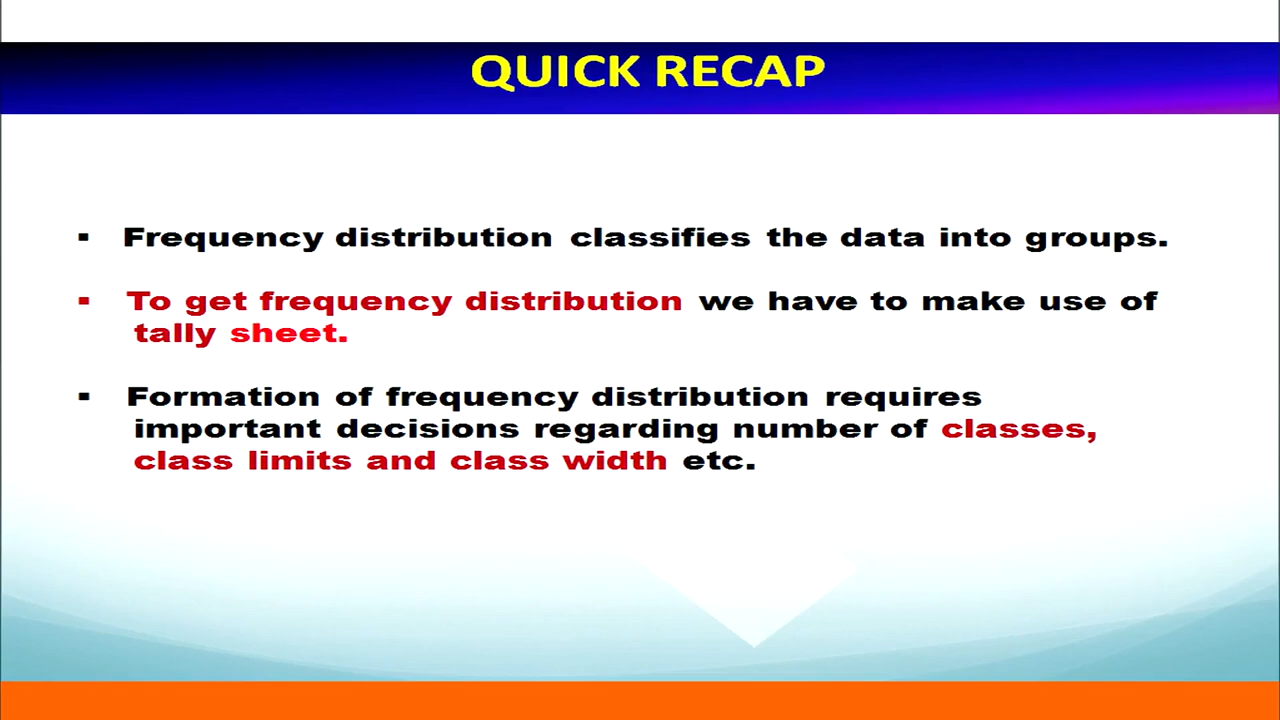 QUICK RECAP
▪ Frequency distribution classifies the data into groups.
▪ To get frequency distribution we have to make use of
tally sheet.
▪ Formation of frequency distribution requires
important decisions regarding number of classes,
class limits and class width etc.